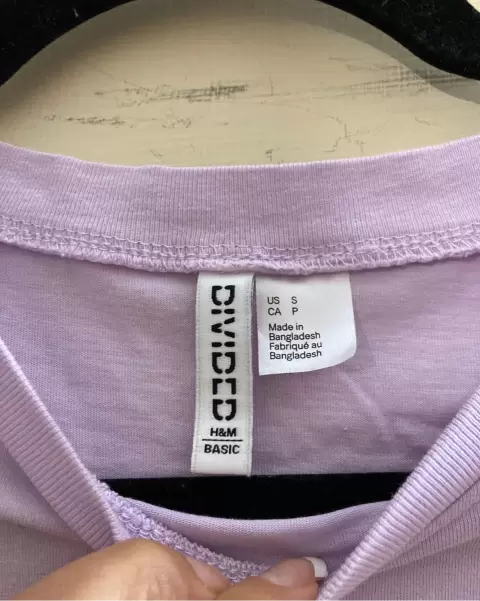 DIVIDED
H&M
BASIC
US S
CA P
Made in
Bangladesh
Fabriqué au
Bangladesh